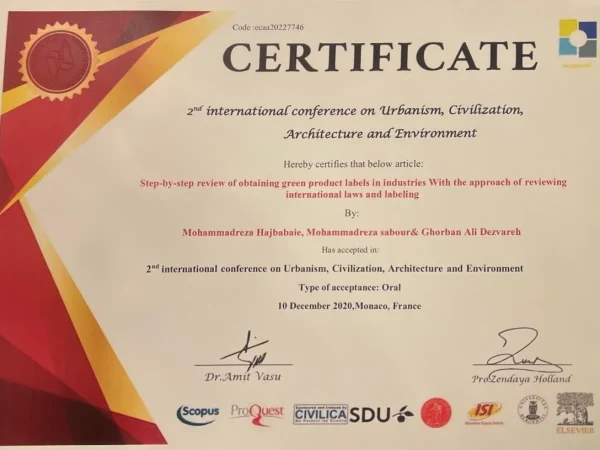 Code :ecaa20227746
CERTIFICATE
2nd international conference on Urbanism, Civilization,
Architecture and Environment
Hereby certifies that below article:
Step-by-step review of obtaining green product labels in industries With the approach of reviewing
international laws and labeling
By:
Mohammadreza Hajbabaie, Mohammadreza sabour& Ghorban Ali Dezvareh
Has accepted in:
2nd international conference on Urbanism, Civilization, Architecture and Environment
Type of acceptance: Oral
10 December 2020,Monaco, France
Dr.Amit Vasu
Pro.Zendaya Holland
Scopus
ProQuest
CIVILICA
SDU
ISI
ELSEVIER